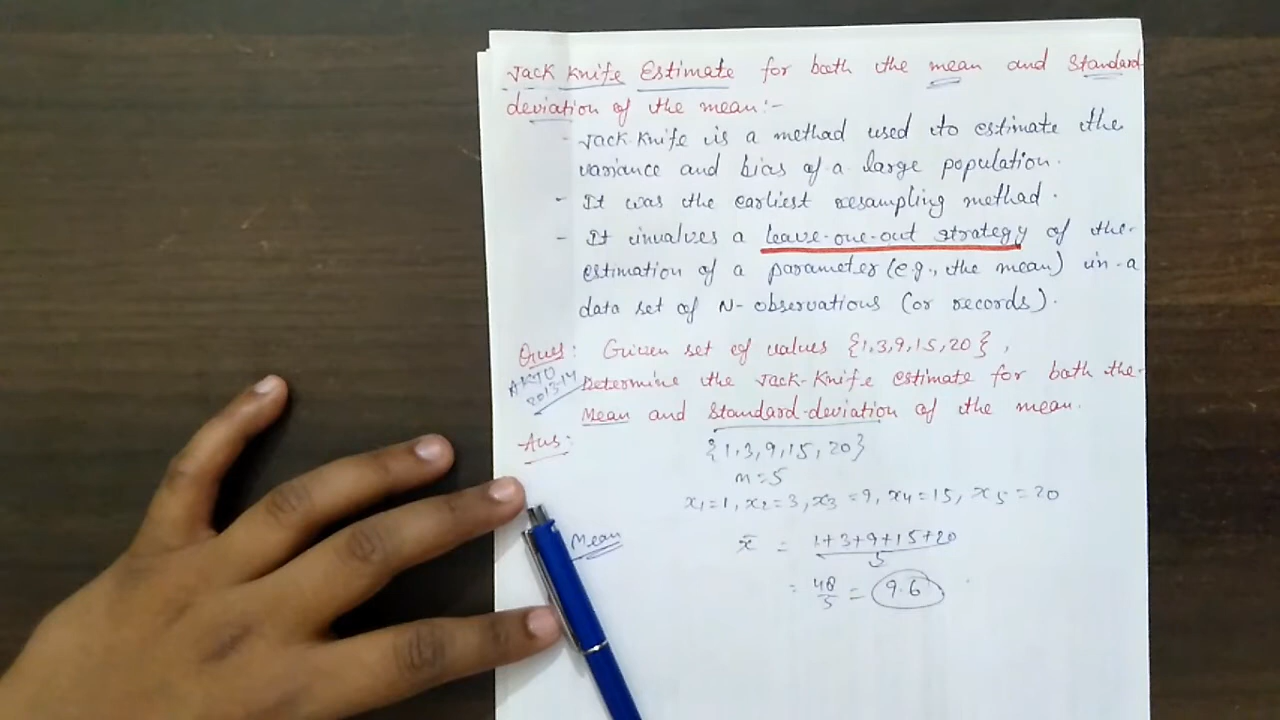 Jack Knife Estimate for both the mean and standard
deviation of the mean:-
- Jack Knife is a method used to estimate the
variance and bias of a large population.
- It was the earliest resampling method.
- It involves a leave-one-out strategy of the
estimation of a parameter (e.g., the mean) in a
data set of N-observations (or records).
Ques: Given set of values {1,3,9,15,20},
AKTU 2013-14
Determine the Jack-Knife estimate for both the
Mean and standard-deviation of the mean.
Ans:
{1,3,9,15,20}
n=5
x₁=1, x₂=3, x₃=9, x₄=15, x₅=20
Mean x̄ = 1+3+9+15+20
5
= 48/5 = 9.6